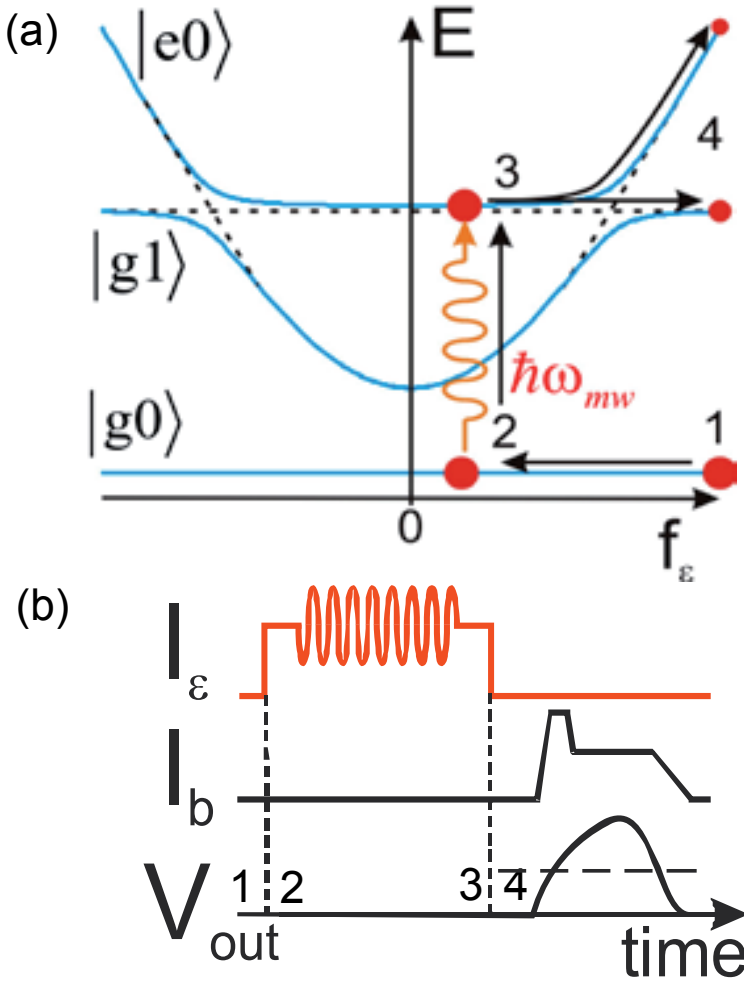 (a)
|e0⟩
E
3
4
|g1⟩
ħω_mw
|g0⟩
2
1
0
f_ε
(b)
I_ε
I_b
1 2 3 4
V_out
time